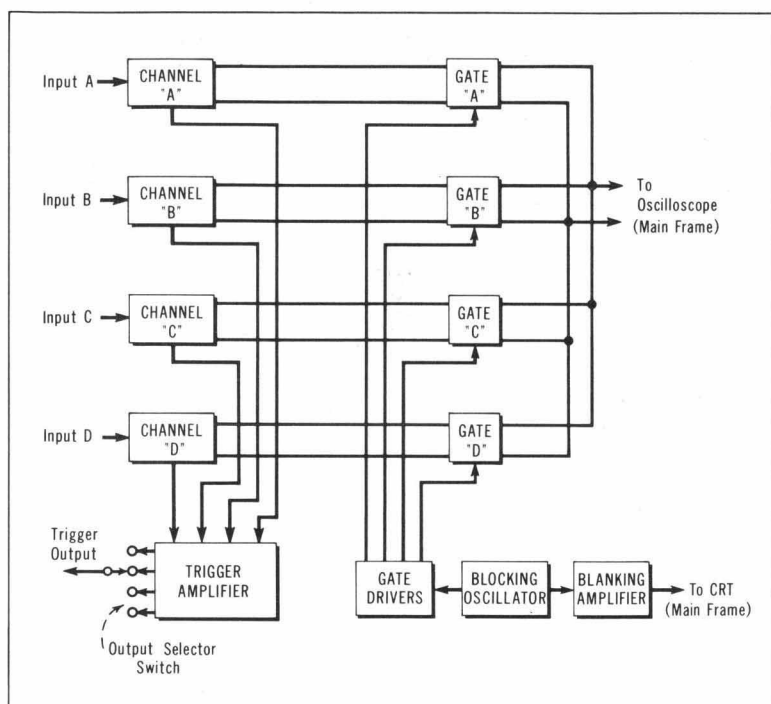 Input A
CHANNEL
"A"
GATE
"A"
Input B
CHANNEL
"B"
GATE
"B"
To
Oscilloscope
(Main Frame)
Input C
CHANNEL
"C"
GATE
"C"
Input D
CHANNEL
"D"
GATE
"D"
Trigger
Output
TRIGGER
AMPLIFIER
Output Selector
Switch
GATE
DRIVERS
BLOCKING
OSCILLATOR
BLANKING
AMPLIFIER
To CRT
(Main Frame)